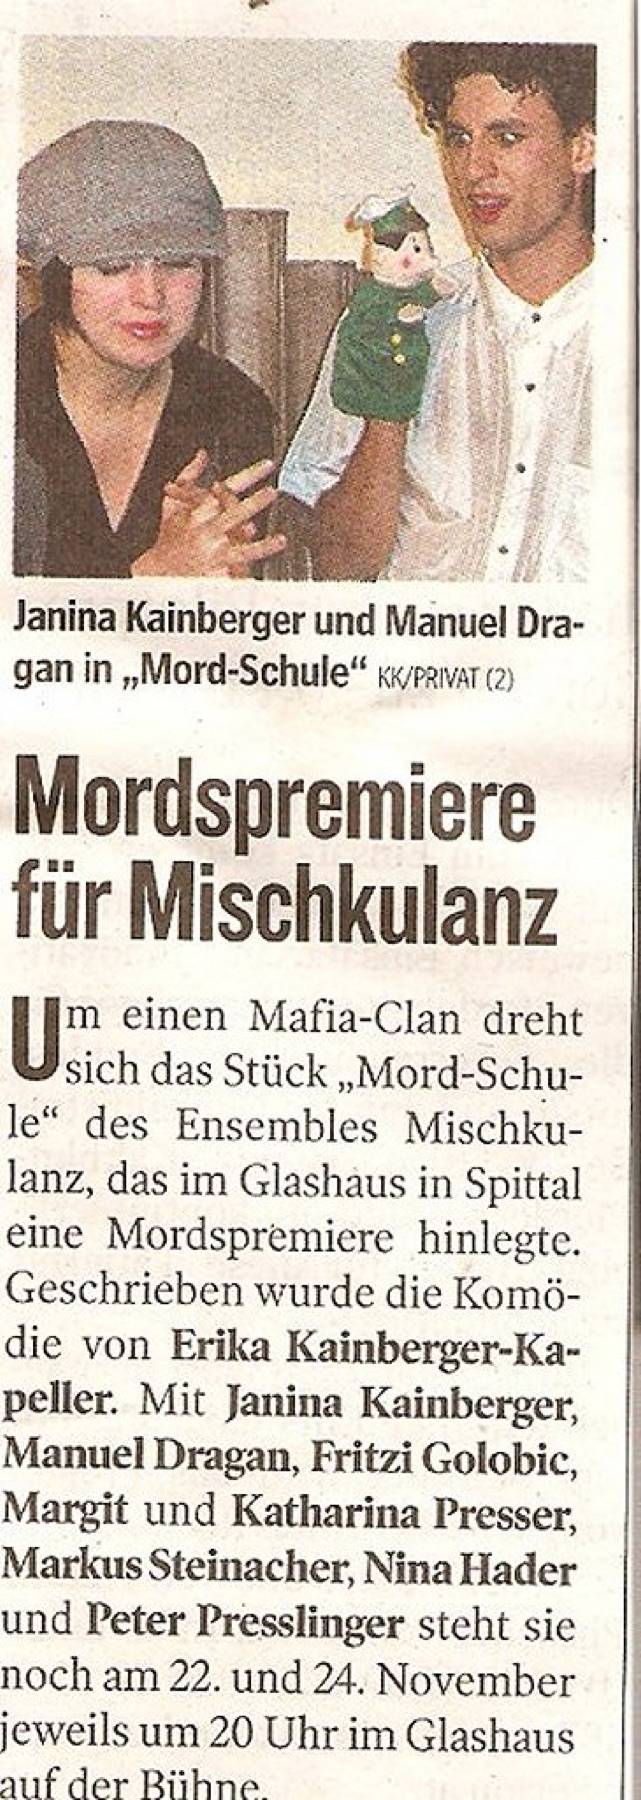 Janina Kainberger und Manuel Dra-
gan in „Mord-Schule“ KK/PRIVAT (2)
Mordspremiere
für Mischkulanz
Um einen Mafia-Clan dreht
sich das Stück „Mord-Schu-
le“ des Ensembles Mischku-
lanz, das im Glashaus in Spittal
eine Mordspremiere hinlegte.
Geschrieben wurde die Komö-
die von Erika Kainberger-Ka-
peller. Mit Janina Kainberger,
Manuel Dragan, Fritzi Golobic,
Margit und Katharina Presser,
Markus Steinacher, Nina Hader
und Peter Presslinger steht sie
noch am 22. und 24. November
jeweils um 20 Uhr im Glashaus
auf der Bühne.